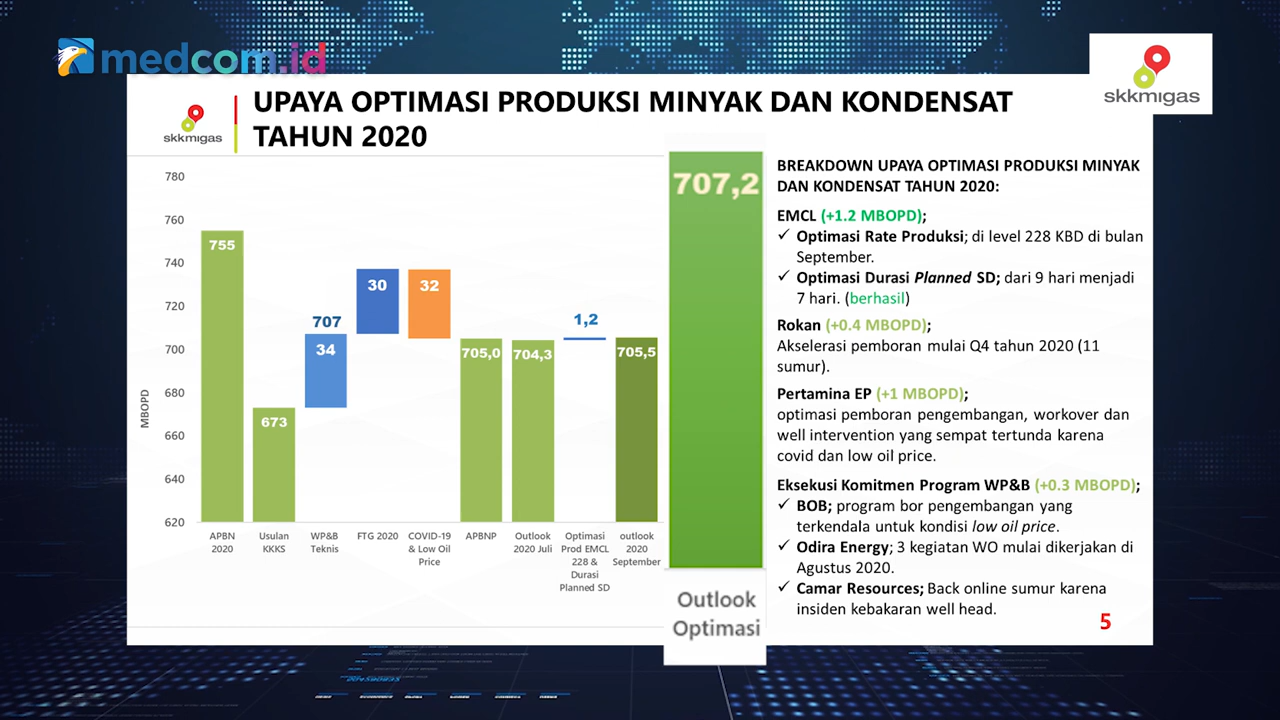 medcom.id
skkmigas
skkmigas
UPAYA OPTIMASI PRODUKSI MINYAK DAN KONDENSAT
TAHUN 2020
780
760
740
720
700
680
660
640
620
MBOPD
755
673
707
34
30
32
705,0
704,3
1,2
705,5
707,2
APBN
2020
Usulan
KKKS
WP&B
Teknis
FTG 2020
COVID-19
& Low Oil
Price
APBNP
Outlook
2020 Juli
Optimasi
Prod EMCL
228 &
Durasi
Planned SD
outlook
2020
September
Outlook
Optimasi
BREAKDOWN UPAYA OPTIMASI PRODUKSI MINYAK
DAN KONDENSAT TAHUN 2020:
EMCL (+1.2 MBOPD);
✓ Optimasi Rate Produksi; di level 228 KBD di bulan
September.
✓ Optimasi Durasi Planned SD; dari 9 hari menjadi
7 hari. (berhasil)
Rokan (+0.4 MBOPD);
Akselerasi pemboran mulai Q4 tahun 2020 (11
sumur).
Pertamina EP (+1 MBOPD);
optimasi pemboran pengembangan, workover dan
well intervention yang sempat tertunda karena
covid dan low oil price.
Eksekusi Komitmen Program WP&B (+0.3 MBOPD);
✓ BOB; program bor pengembangan yang
terkendala untuk kondisi low oil price.
✓ Odira Energy; 3 kegiatan WO mulai dikerjakan di
Agustus 2020.
✓ Camar Resources; Back online sumur karena
insiden kebakaran well head.
5